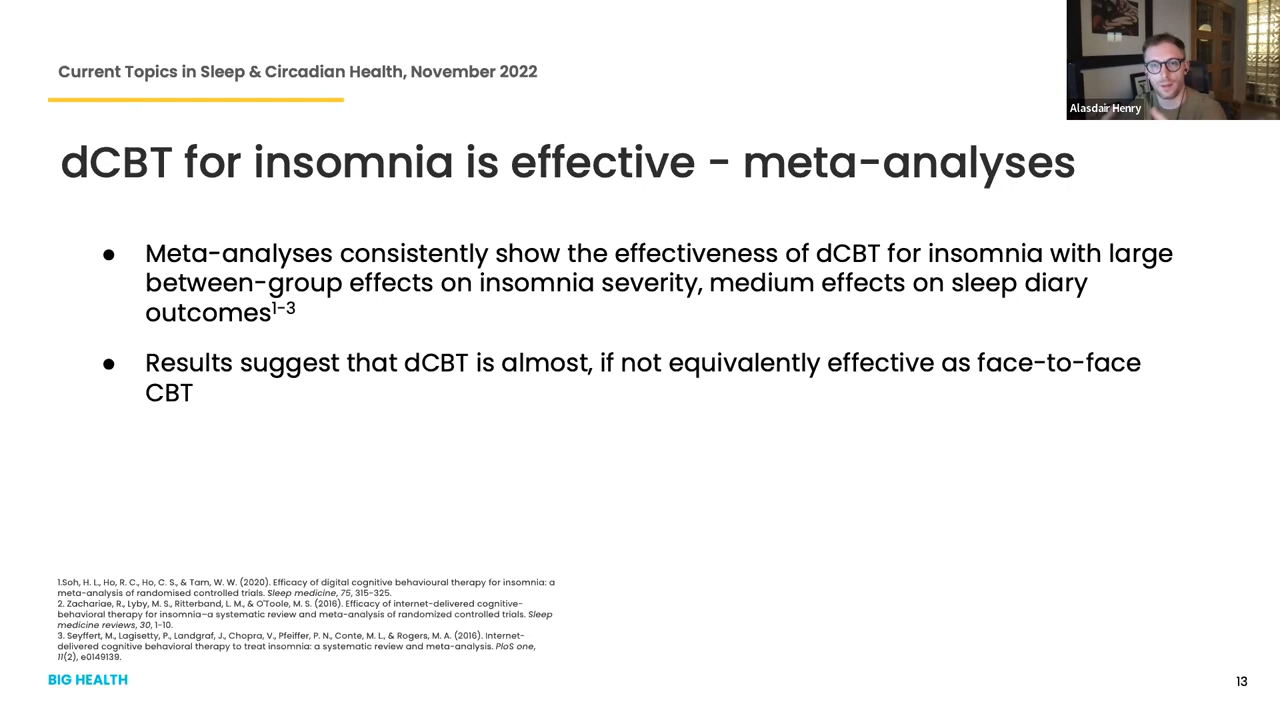 Current Topics in Sleep & Circadian Health, November 2022
Alasdair Henry
dCBT for insomnia is effective - meta-analyses
● Meta-analyses consistently show the effectiveness of dCBT for insomnia with large
between-group effects on insomnia severity, medium effects on sleep diary
outcomes1-3
● Results suggest that dCBT is almost, if not equivalently effective as face-to-face
CBT
1.Soh, H. L., Ho, R. C., Ho, C. S., & Tam, W. W. (2020). Efficacy of digital cognitive behavioural therapy for insomnia: a
meta-analysis of randomised controlled trials. Sleep medicine, 75, 315-325.
2. Zachariae, R., Lyby, M. S., Ritterband, L. M., & O'Toole, M. S. (2016). Efficacy of internet-delivered cognitive-
behavioral therapy for insomnia–a systematic review and meta-analysis of randomized controlled trials. Sleep
medicine reviews, 30, 1-10.
3. Seyffert, M., Lagisetty, P., Landgraf, J., Chopra, V., Pfeiffer, P. N., Conte, M. L., & Rogers, M. A. (2016). Internet-
delivered cognitive behavioral therapy to treat insomnia: a systematic review and meta-analysis. PloS one,
11(2), e0149139.
BIG HEALTH
13